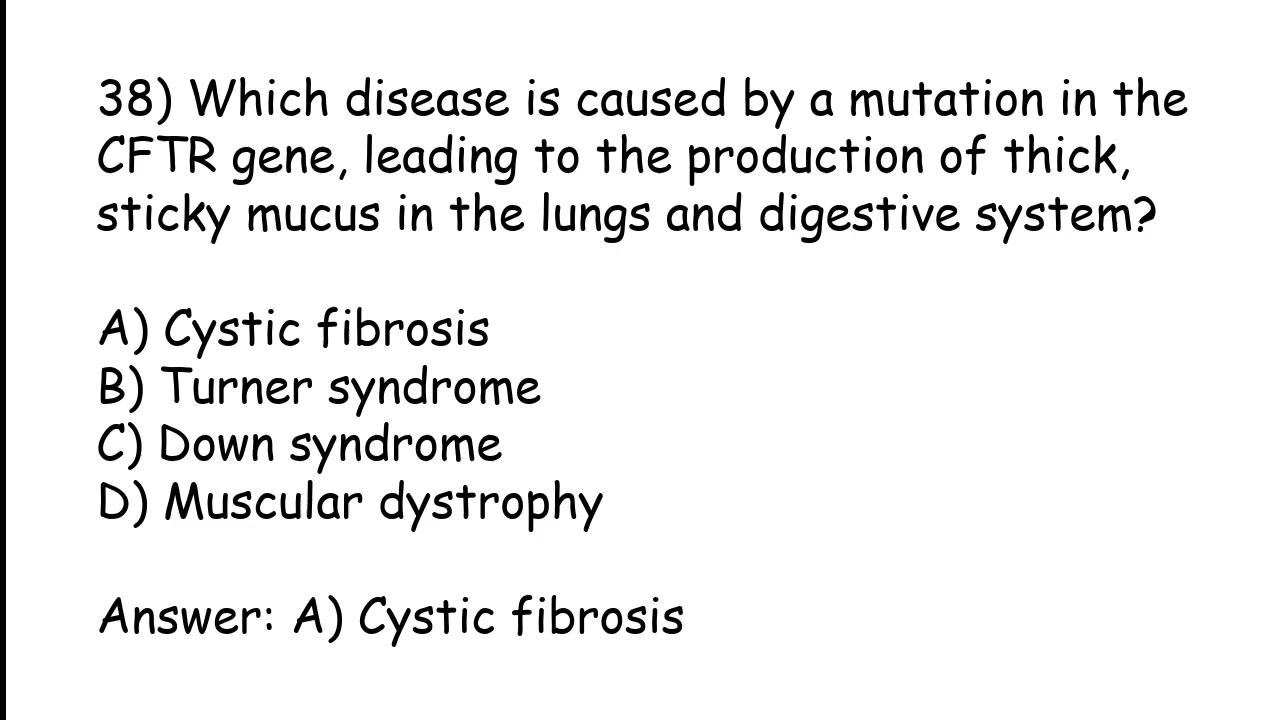 38) Which disease is caused by a mutation in the
CFTR gene, leading to the production of thick,
sticky mucus in the lungs and digestive system?
A) Cystic fibrosis
B) Turner syndrome
C) Down syndrome
D) Muscular dystrophy
Answer: A) Cystic fibrosis